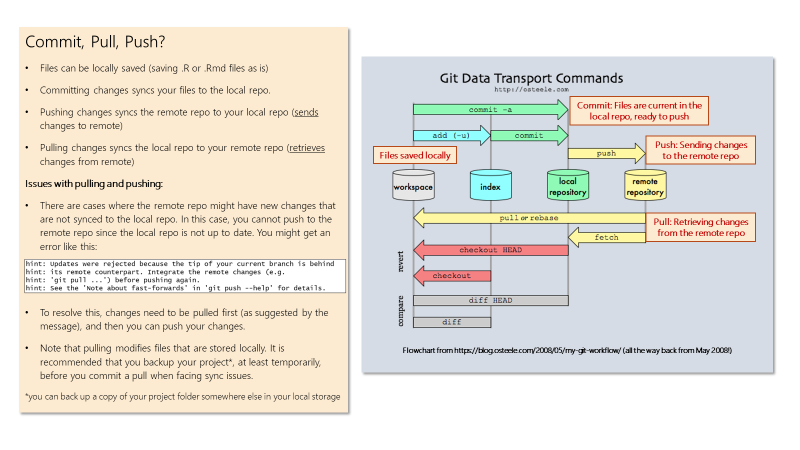 Commit, Pull, Push?
• Files can be locally saved (saving .R or .Rmd files as is)
• Committing changes syncs your files to the local repo.
• Pushing changes syncs the remote repo to your local repo (sends
changes to remote)
• Pulling changes syncs the local repo to your remote repo (retrieves
changes from remote)
Issues with pulling and pushing:
• There are cases where the remote repo might have new changes that
are not synced to the local repo. In this case, you cannot push to the
remote repo since the local repo is not up to date. You might get an
error like this:
hint: Updates were rejected because the tip of your current branch is behind
hint: its remote counterpart. Integrate the remote changes (e.g.
hint: 'git pull ...') before pushing again.
hint: See the 'Note about fast-forwards' in 'git push --help' for details.
• To resolve this, changes need to be pulled first (as suggested by the
message), and then you can push your changes.
• Note that pulling modifies files that are stored locally. It is
recommended that you backup your project*, at least temporarily,
before you commit a pull when facing sync issues.
*you can back up a copy of your project folder somewhere else in your local storage
Git Data Transport Commands
http://osteele.com
commit -a
Commit: Files are current in the
local repo, ready to push
add (-u)
commit
push
Push: Sending changes
to the remote repo
Files saved locally
workspace
index
local
repository
remote
repository
pull or rebase
Pull: Retrieving changes
from the remote repo
fetch
revert
checkout HEAD
checkout
compare
diff HEAD
diff
Flowchart from https://blog.osteele.com/2008/05/my-git-workflow/ (all the way back from May 2008!)